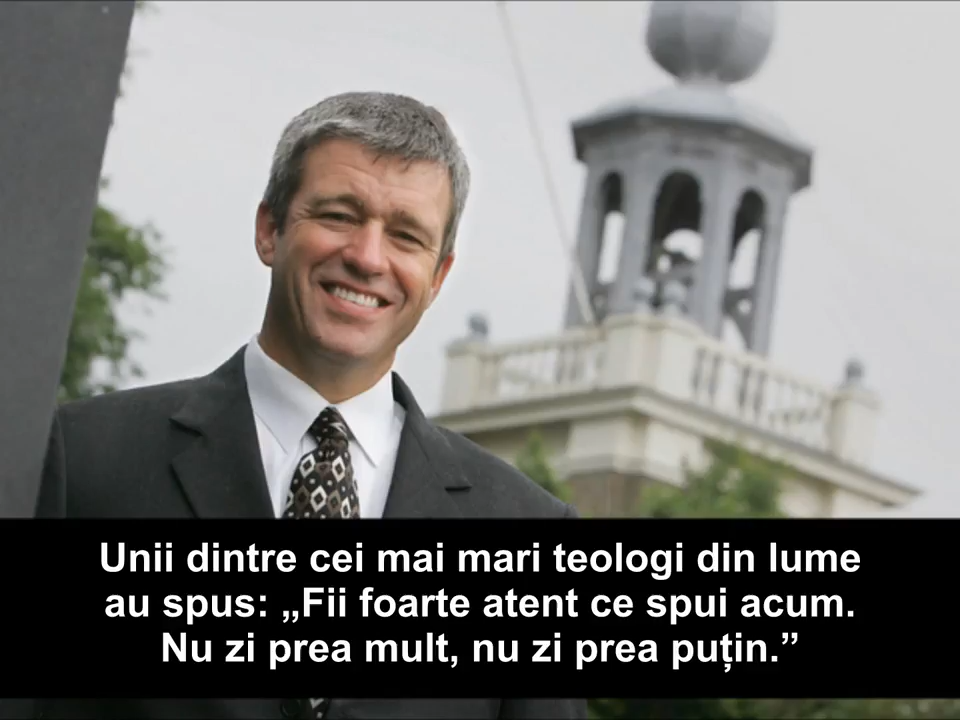 Unii dintre cei mai mari teologi din lume
au spus: „Fii foarte atent ce spui acum.
Nu zi prea mult, nu zi prea puțin.”